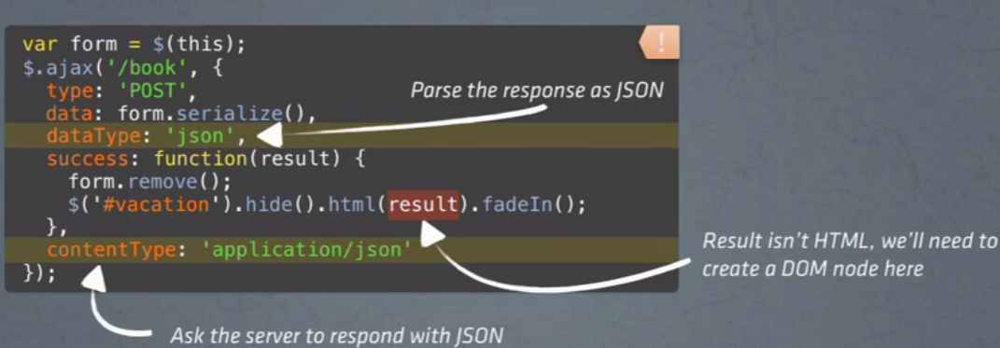 var form = $(this);
!
$.ajax('/book', {
type: 'POST',
Parse the response as JSON
data: form.serialize(),
dataType: 'json',
success: function(result) {
form.remove();
$('#vacation').hide().html(result).fadeIn();
},
contentType: 'application/json'
});
Result isn't HTML, we'll need to
create a DOM node here
Ask the server to respond with JSON